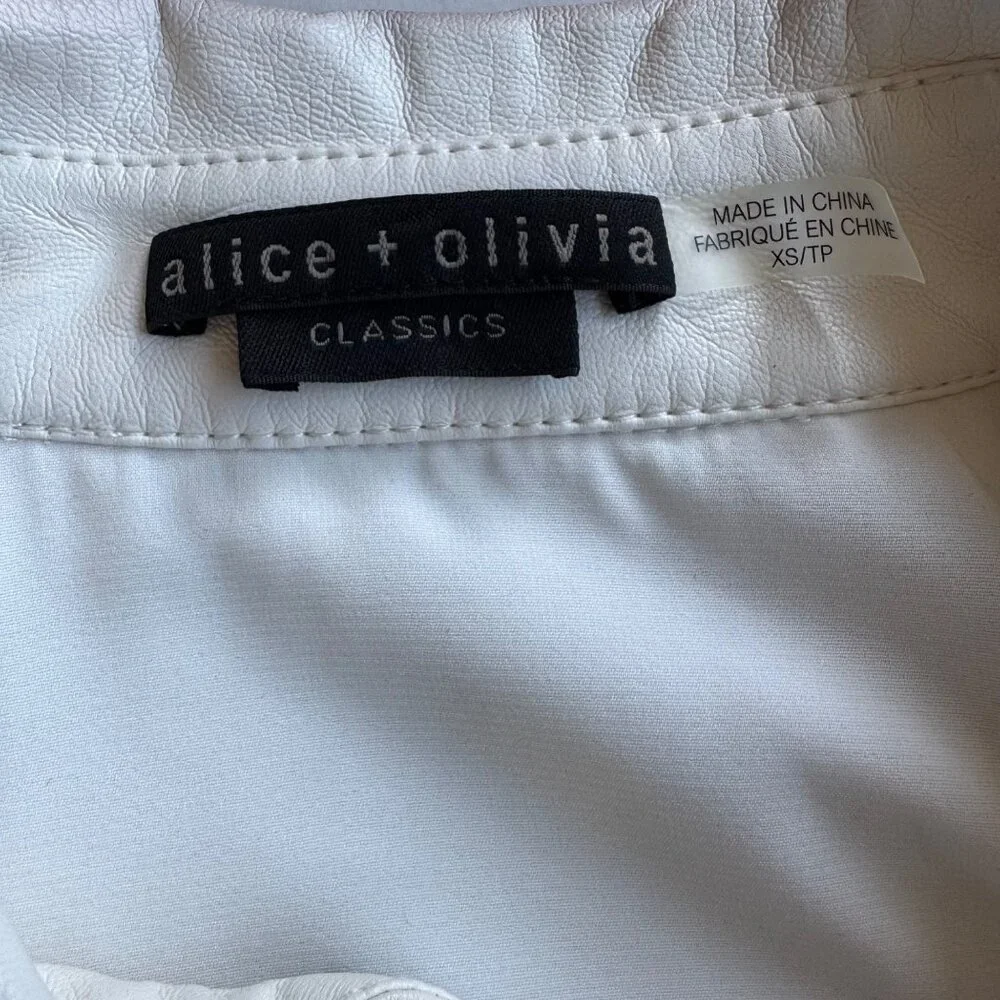 alice + olivia
CLASSICS
MADE IN CHINA
FABRIQUÉ EN CHINE
XS/TP